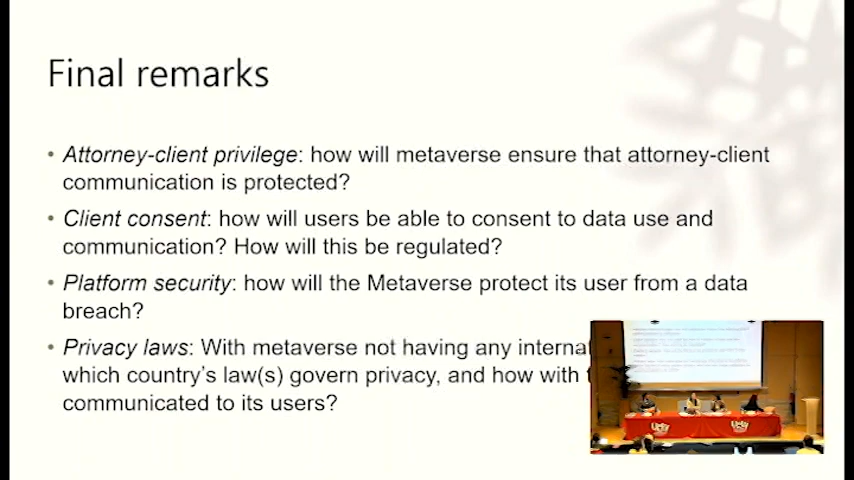 Final remarks
• Attorney-client privilege: how will metaverse ensure that attorney-client
communication is protected?
• Client consent: how will users be able to consent to data use and
communication? How will this be regulated?
• Platform security: how will the Metaverse protect its user from a data
breach?
• Privacy laws: With metaverse not having any
which country's law(s) govern privacy, and how with
communicated to its users?